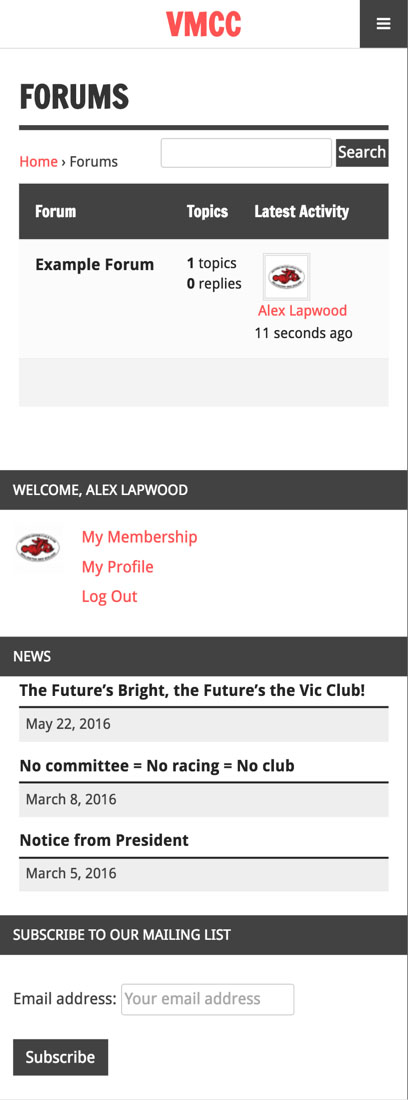 VMCC
FORUMS
Home › Forums
Search
Forum Topics Latest Activity
Example Forum
1 topics
0 replies
Alex Lapwood
11 seconds ago
WELCOME, ALEX LAPWOOD
My Membership
My Profile
Log Out
NEWS
The Future’s Bright, the Future’s the Vic Club!
May 22, 2016
No committee = No racing = No club
March 8, 2016
Notice from President
March 5, 2016
SUBSCRIBE TO OUR MAILING LIST
Email address: Your email address
Subscribe